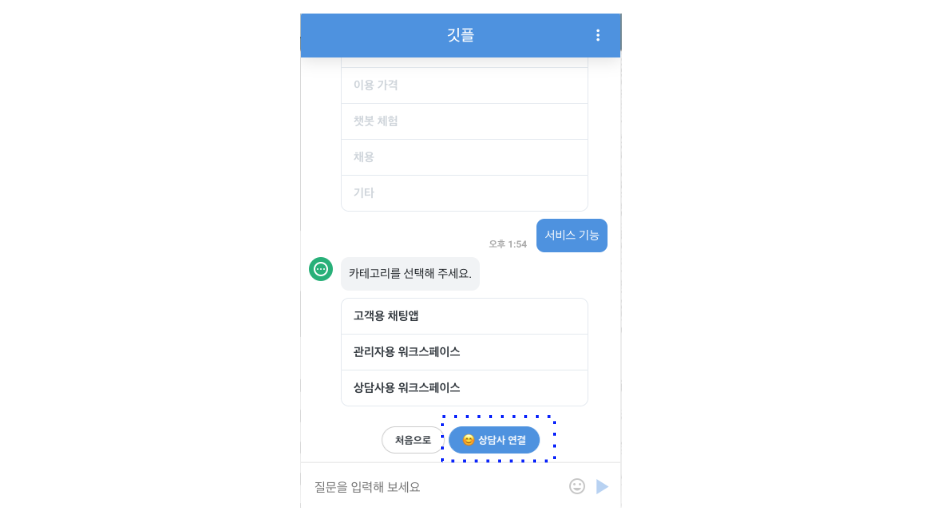 깃플
이용 가격
챗봇 체험
채용
기타
서비스 기능
오후 1:54
카테고리를 선택해 주세요.
고객용 채팅앱
관리자용 워크스페이스
상담사용 워크스페이스
처음으로
😄 상담사 연결
질문을 입력해 보세요